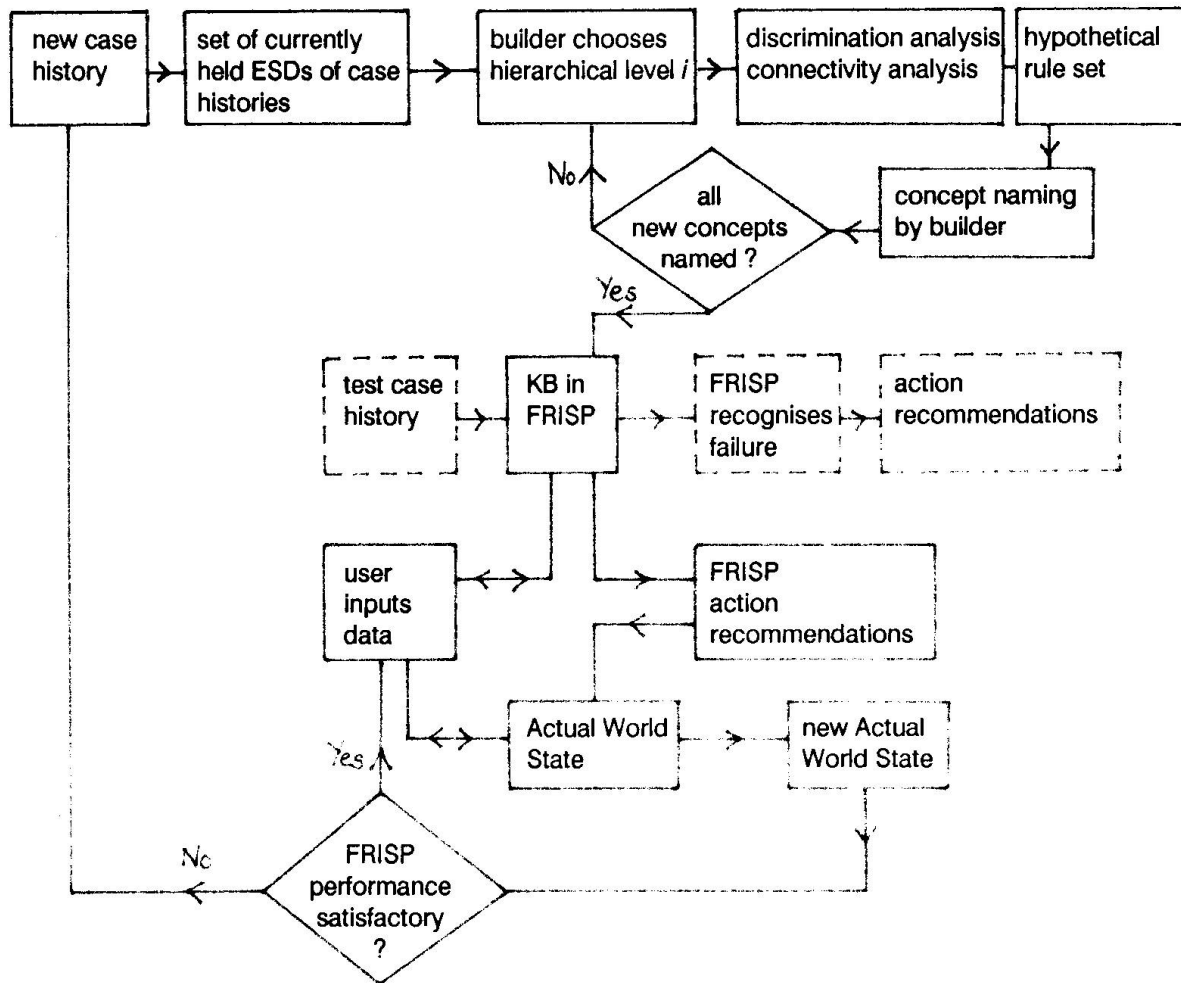 new case
history
set of currently
held ESDs of case
histories
builder chooses
hierarchical level i
discrimination analysis
connectivity analysis
hypothetical
rule set
No
all
new concepts
named ?
concept naming
by builder
Yes
test case
history
KB in
FRISP
FRISP
recognises
failure
action
recommendations
user
inputs
data
FRISP
action
recommendations
Yes
Actual World
State
new Actual
World State
No
FRISP
performance
satisfactory
?